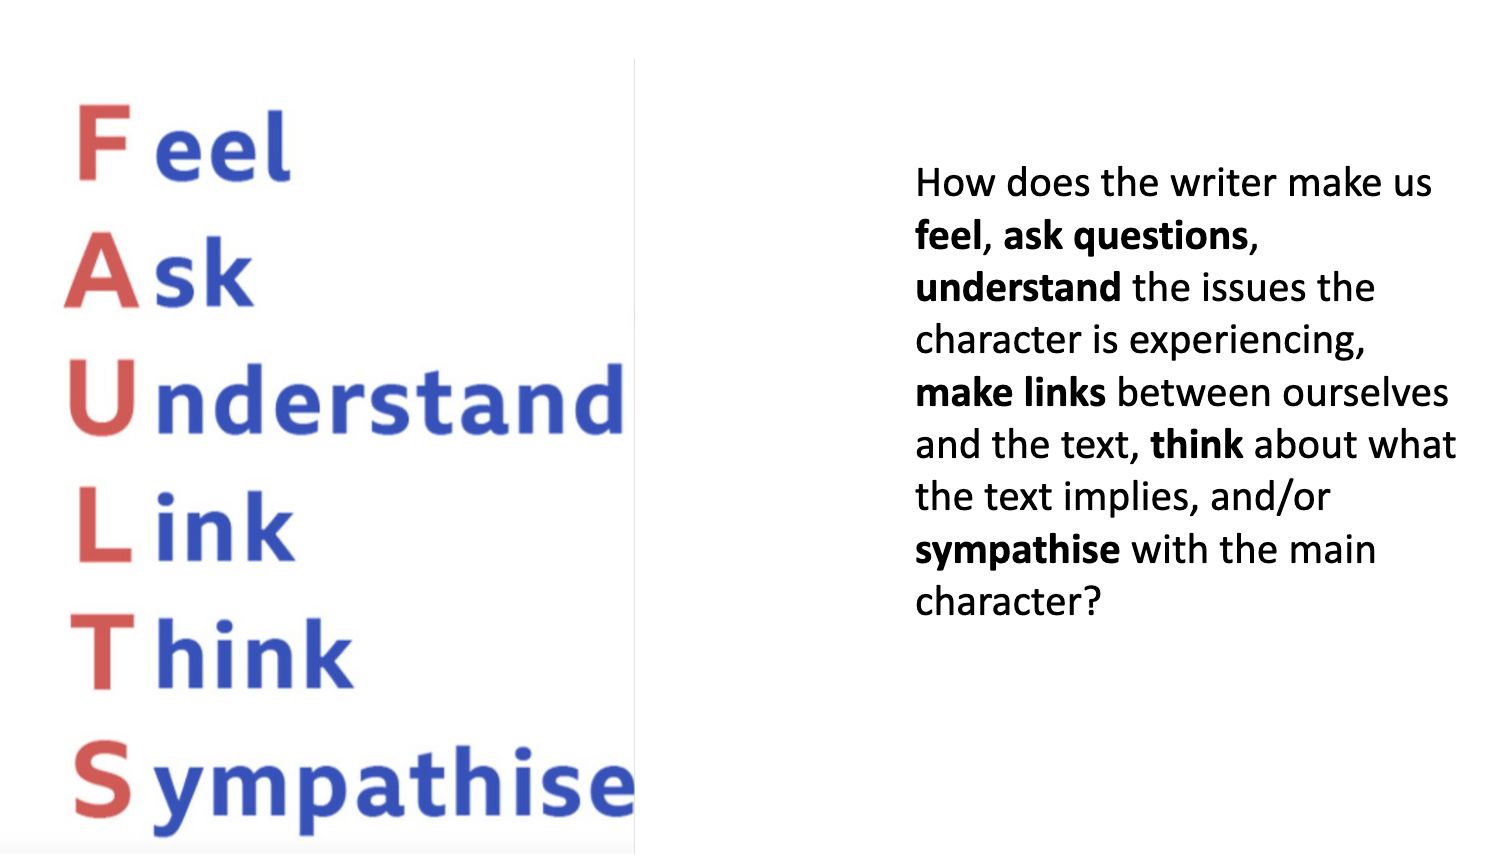 Feel
Ask
Understand
Link
Think
Sympathise
How does the writer make us
feel, ask questions,
understand the issues the
character is experiencing,
make links between ourselves
and the text, think about what
the text implies, and/or
sympathise with the main
character?